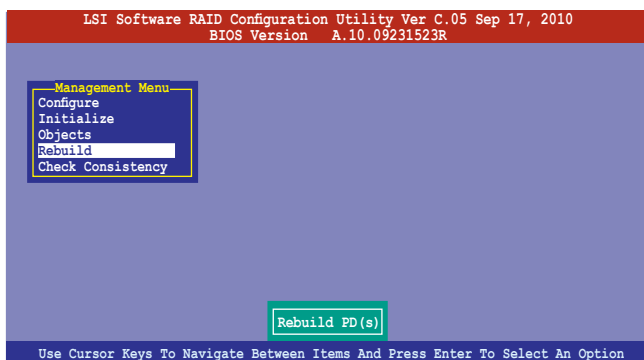 LSI Software RAID Configuration Utility Ver C.05 Sep 17, 2010
BIOS Version A.10.09231523R
Management Menu
Configure
Initialize
Objects
Rebuild
Check Consistency
Rebuild PD(s)
Use Cursor Keys To Navigate Between Items And Press Enter To Select An Option